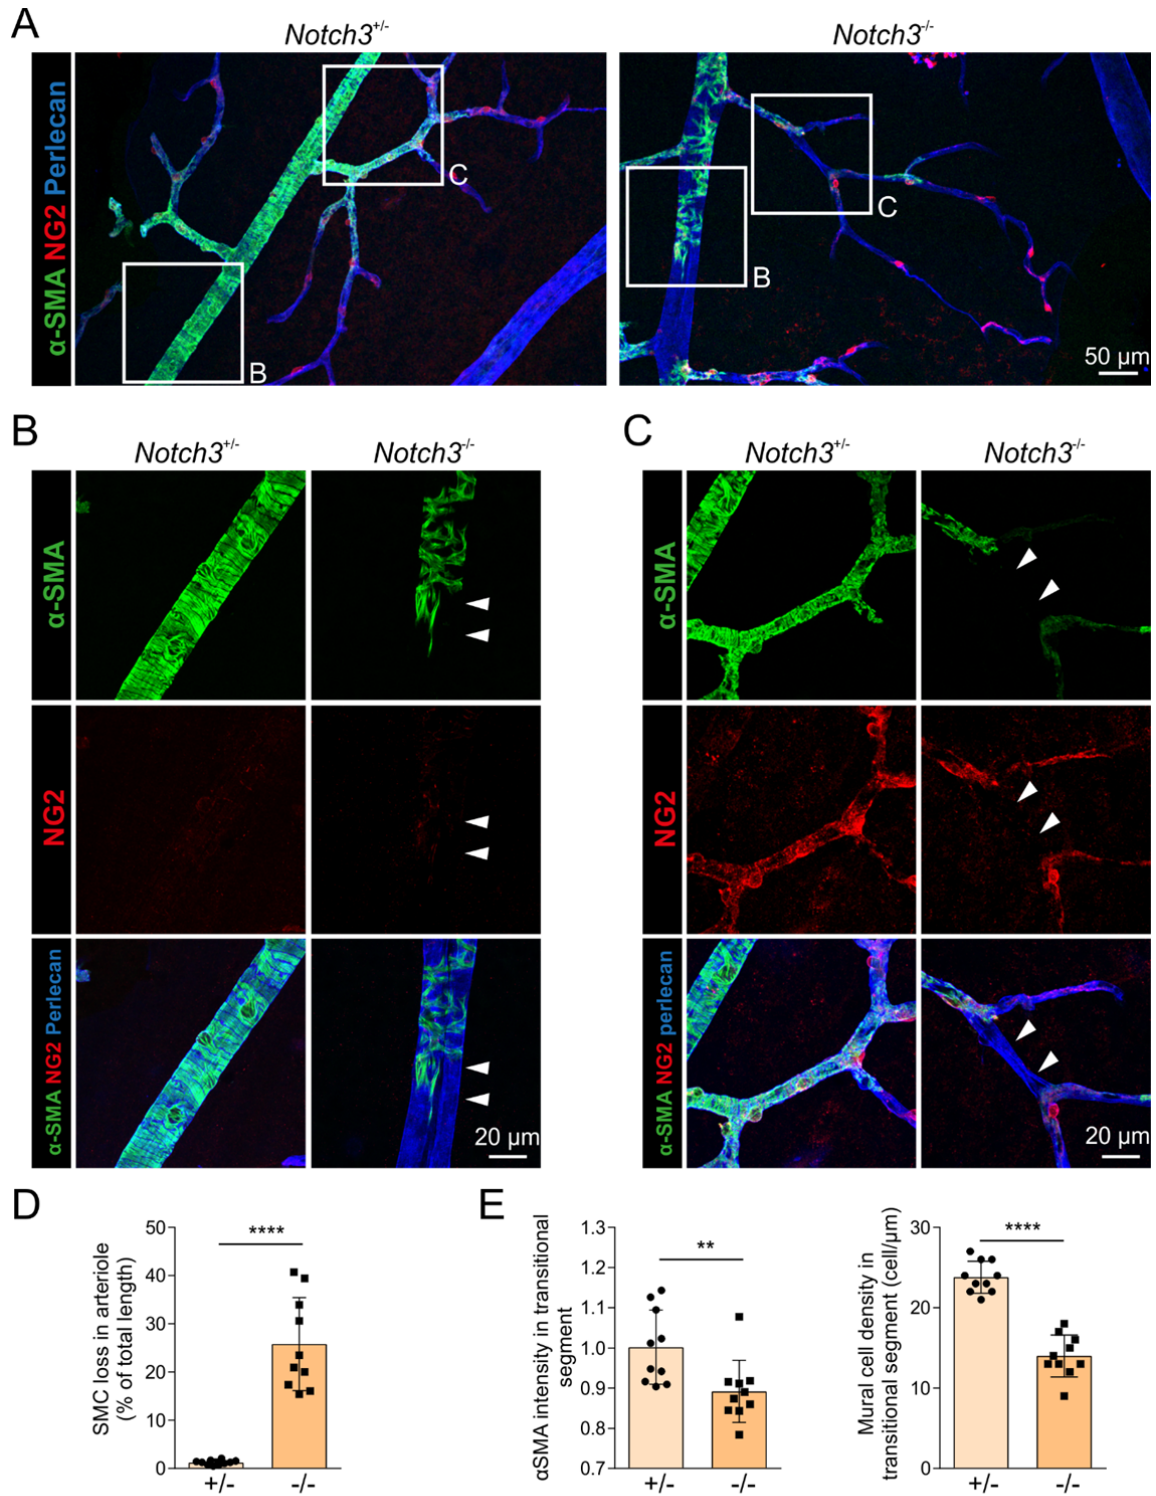 A
Notch3+/-
Notch3-/-
α-SMA NG2 Perlecan
B
C
B
C
50 µm
B
Notch3+/-
Notch3-/-
α-SMA
NG2
α-SMA NG2 Perlecan
20 µm
C
Notch3+/-
Notch3-/-
α-SMA
NG2
α-SMA NG2 perlecan
20 µm
D
SMC loss in arteriole
(% of total length)
50
40
30
20
10
0
****
+/-
-/-
E
αSMA intensity in transitional
segment
1.3
1.2
1.1
1.0
0.9
0.8
0.7
**
+/-
-/-
Mural cell density in
transitional segment (cell/µm)
30
20
10
0
****
+/-
-/-